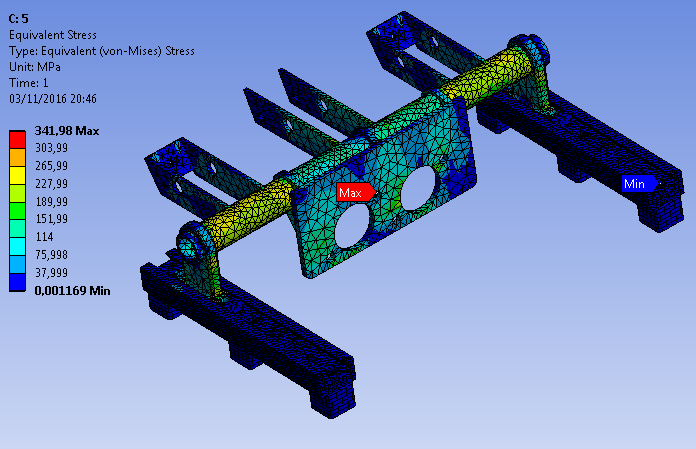 C: 5
Equivalent Stress
Type: Equivalent (von-Mises) Stress
Unit: MPa
Time: 1
03/11/2016 20:46
341,98 Max
303,99
265,99
227,99
189,99
151,99
114
75,998
37,999
0,001169 Min
Max
Min